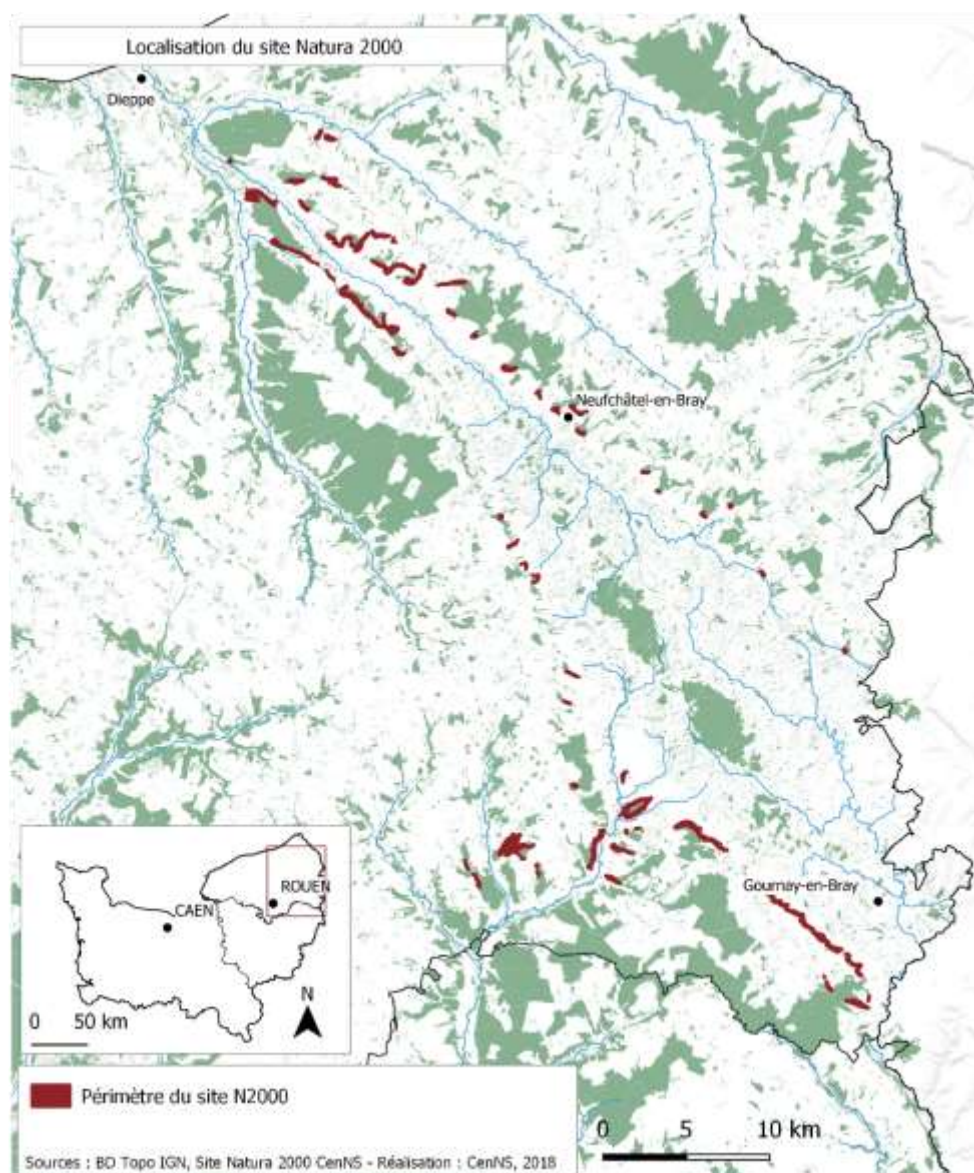 Localisation du site Natura 2000
Dieppe
Neufchâtel-en-Bray
Gournay-en-Bray
ROUEN
CAEN
N
0 50 km
Périmètre du site N2000
0 5 10 km
Sources : BD Topo IGN, Site Natura 2000 CenNS - Réalisation : CenNS, 2018